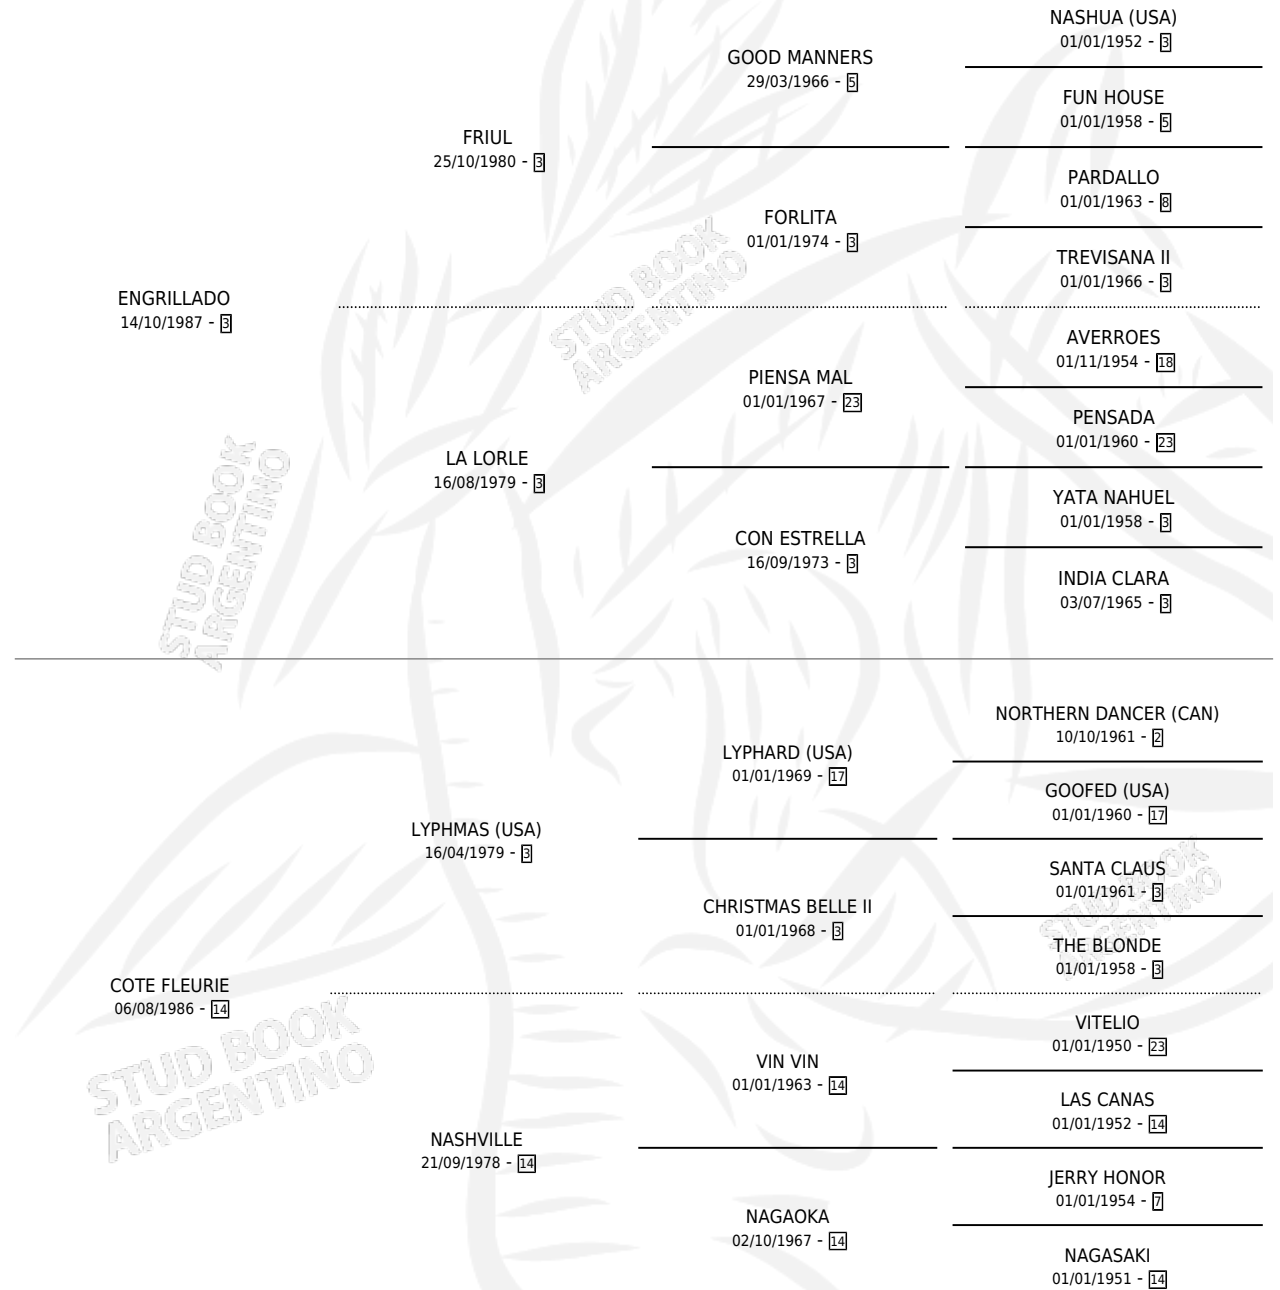 NASHUA (USA)
01/01/1952 - 3
GOOD MANNERS
29/03/1966 - 5
FUN HOUSE
01/01/1958 - 5
FRIUL
25/10/1980 - 3
PARDALLO
01/01/1963 - 8
FORLITA
01/01/1974 - 3
TREVISANA II
01/01/1966 - 3
ENGRILLADO
14/10/1987 - 3
AVERROES
01/11/1954 - 18
PIENSA MAL
01/01/1967 - 23
PENSADA
01/01/1960 - 23
LA LORLE
16/08/1979 - 3
YATA NAHUEL
01/01/1958 - 3
CON ESTRELLA
16/09/1973 - 3
INDIA CLARA
03/07/1965 - 3
STUD BOOK
ARGENTINO
STUD BOOK
ARGENTINO
NORTHERN DANCER (CAN)
10/10/1961 - 2
LYPHARD (USA)
01/01/1969 - 17
GOOFED (USA)
01/01/1960 - 17
LYPHMAS (USA)
16/04/1979 - 3
SANTA CLAUS
01/01/1961 - 3
CHRISTMAS BELLE II
01/01/1968 - 3
THE BLONDE
01/01/1958 - 3
STUD BOOK
ARGENTINO
COTE FLEURIE
06/08/1986 - 14
VITELIO
01/01/1950 - 23
VIN VIN
01/01/1963 - 14
LAS CANAS
01/01/1952 - 14
STUD BOOK
ARGENTINO
NASHVILLE
21/09/1978 - 14
JERRY HONOR
01/01/1954 - 7
NAGAOKA
02/10/1967 - 14
NAGASAKI
01/01/1951 - 14